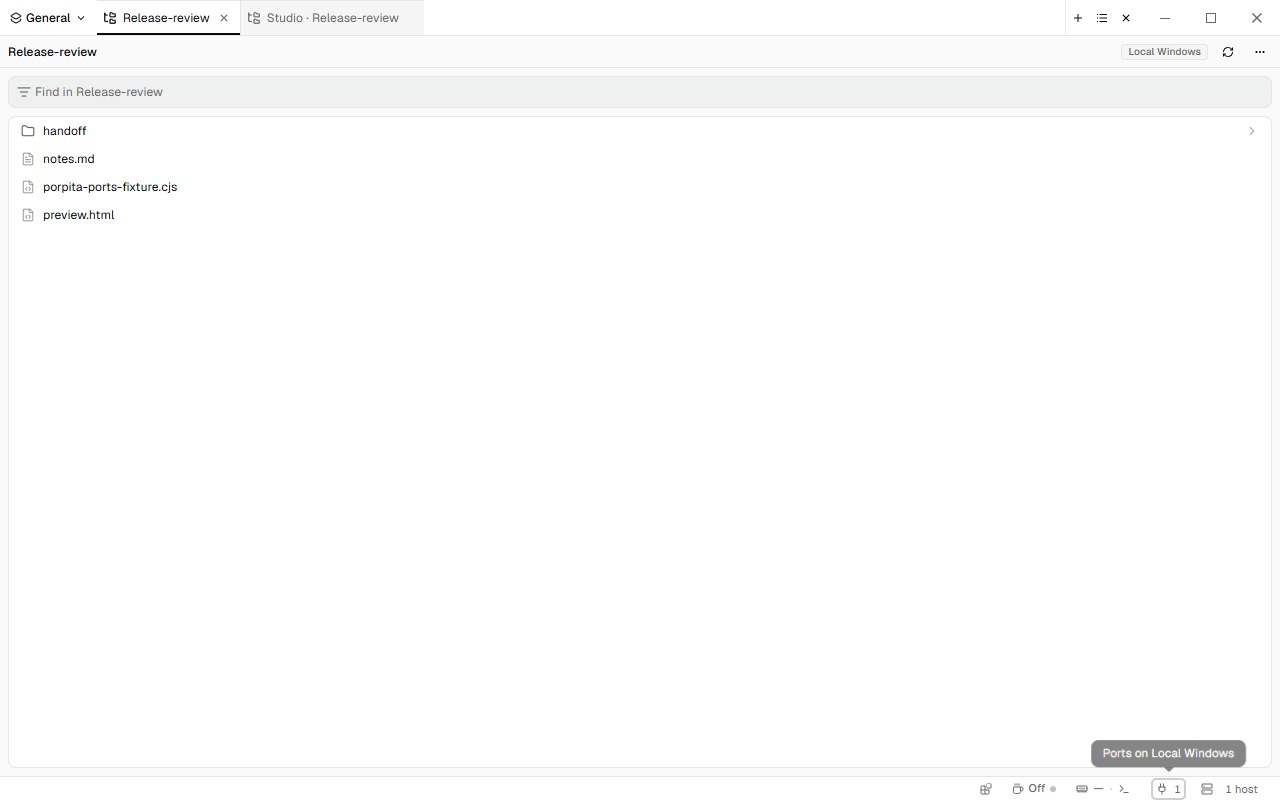 General
Release-review
Studio · Release-review
Release-review
Local Windows
Find in Release-review
handoff
notes.md
porpita-ports-fixture.cjs
preview.html
Ports on Local Windows
Off
1
1 host